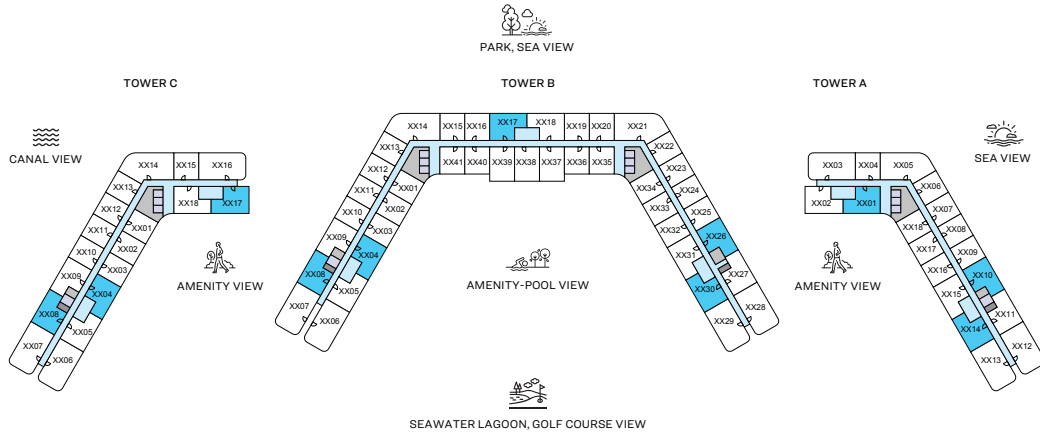 PARK, SEA VIEW
TOWER C
TOWER B
TOWER A
CANAL VIEW
SEA VIEW
XX14
XX15
XX16
XX13
XX12
XX11
XX10
XX09
XX08
XX07
XX06
XX05
XX04
XX03
XX02
XX01
XX18
XX17
AMENITY VIEW
XX14
XX15
XX16
XX17
XX18
XX19
XX20
XX21
XX13
XX12
XX11
XX10
XX09
XX08
XX07
XX06
XX05
XX04
XX03
XX02
XX01
XX41
XX40
XX39
XX38
XX37
XX36
XX35
XX22
XX23
XX24
XX25
XX26
XX27
XX28
XX29
XX30
XX31
XX32
XX33
XX34
AMENITY-POOL VIEW
XX03
XX04
XX05
XX02
XX01
XX06
XX07
XX08
XX09
XX10
XX11
XX12
XX13
XX14
XX15
XX16
XX17
XX18
AMENITY VIEW
SEAWATER LAGOON, GOLF COURSE VIEW